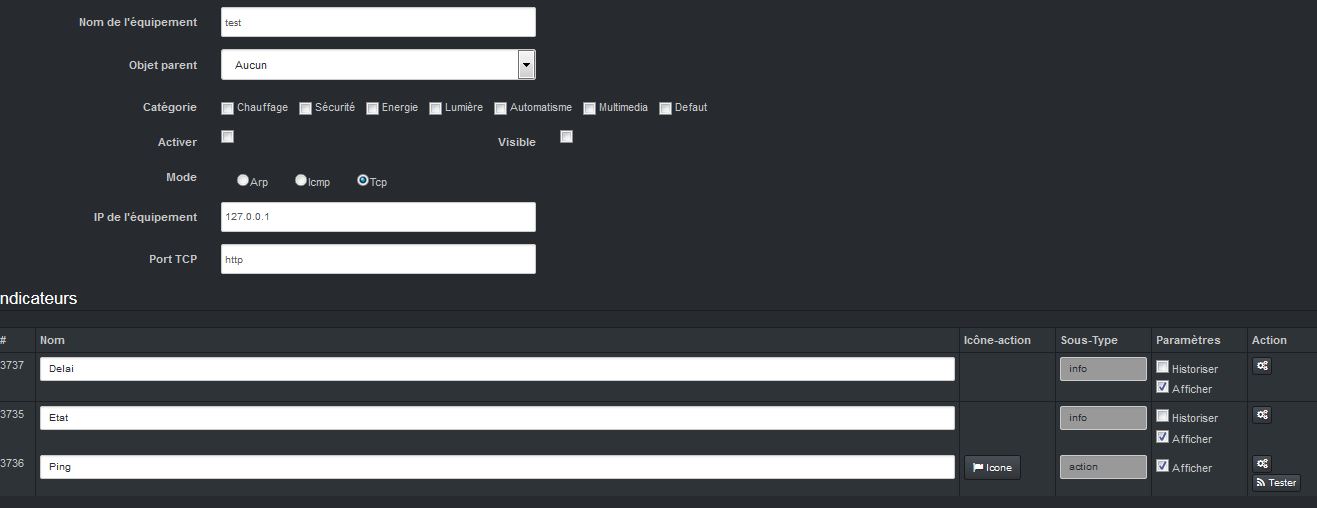 Nom de l'équipement test
Objet parent Aucun
Catégorie Chauffage Sécurité Energie Lumière Automatisme Multimedia Defaut
Activer Visible
Mode Arp Icmp Tcp
IP de l'équipement 127.0.0.1
Port TCP http
ndicateurs
# Nom Icône-action Sous-Type Paramètres Action
3737 Delai info Historiser
Afficher
3735 Etat info Historiser
Afficher
3736 Ping Icone action Afficher
Tester